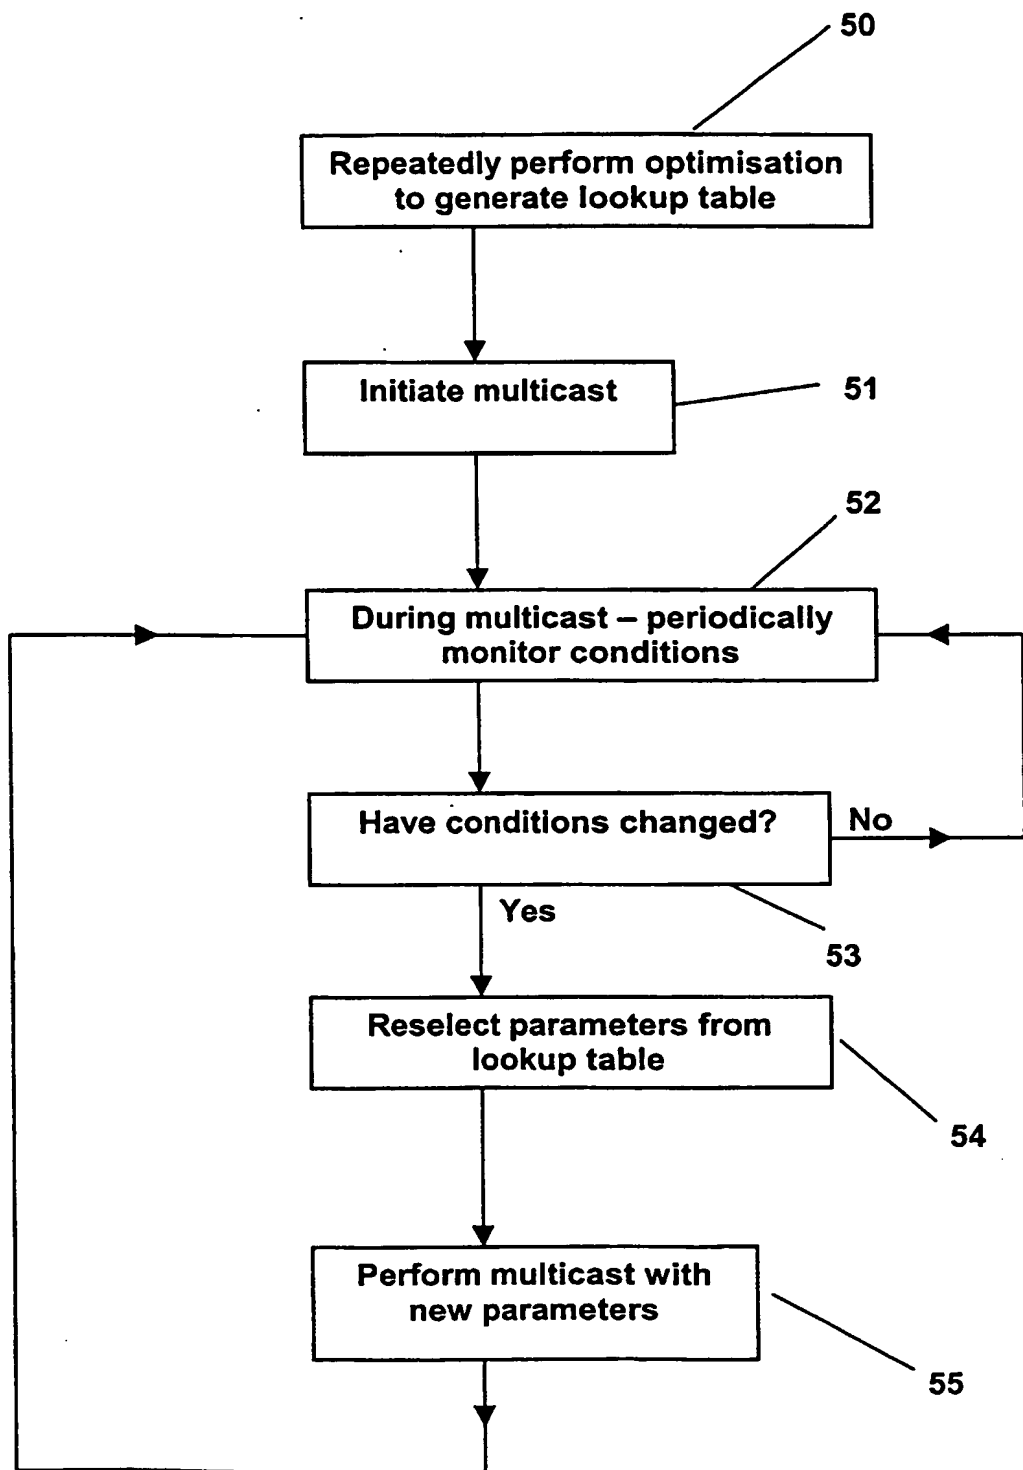 50
Repeatedly perform optimisation
to generate lookup table
Initiate multicast
51
52
During multicast – periodically
monitor conditions
Have conditions changed?
No
Yes
53
Reselect parameters from
lookup table
54
Perform multicast with
new parameters
55